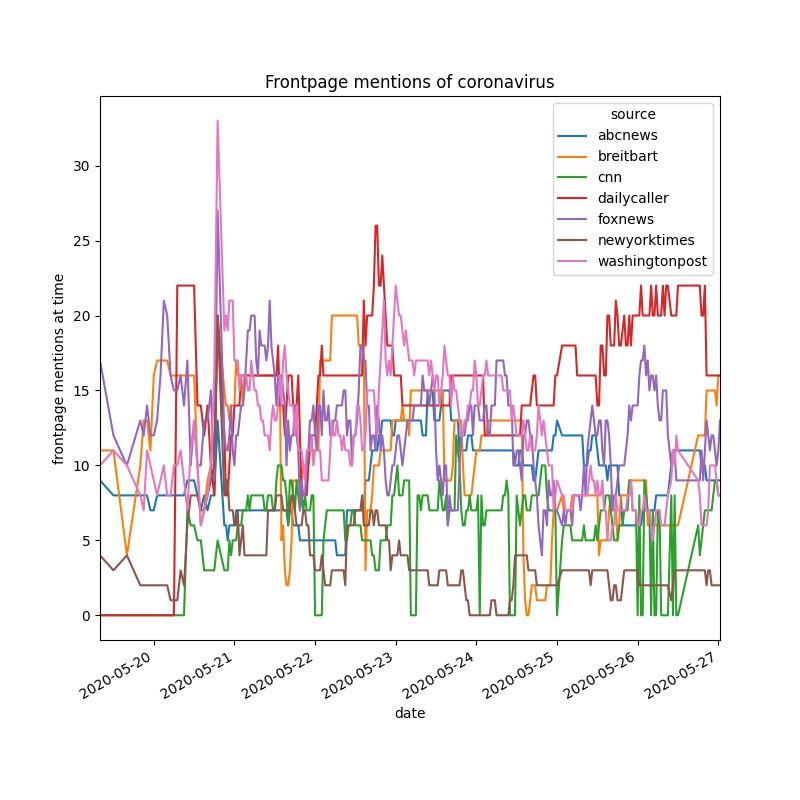 Frontpage mentions of coronavirus
source
abcnews
breitbart
cnn
dailycaller
foxnews
newyorktimes
washingtonpost
frontpage mentions at time
30
25
20
15
10
5
0
2020-05-20
2020-05-21
2020-05-22
2020-05-23
2020-05-24
2020-05-25
2020-05-26
2020-05-27
date